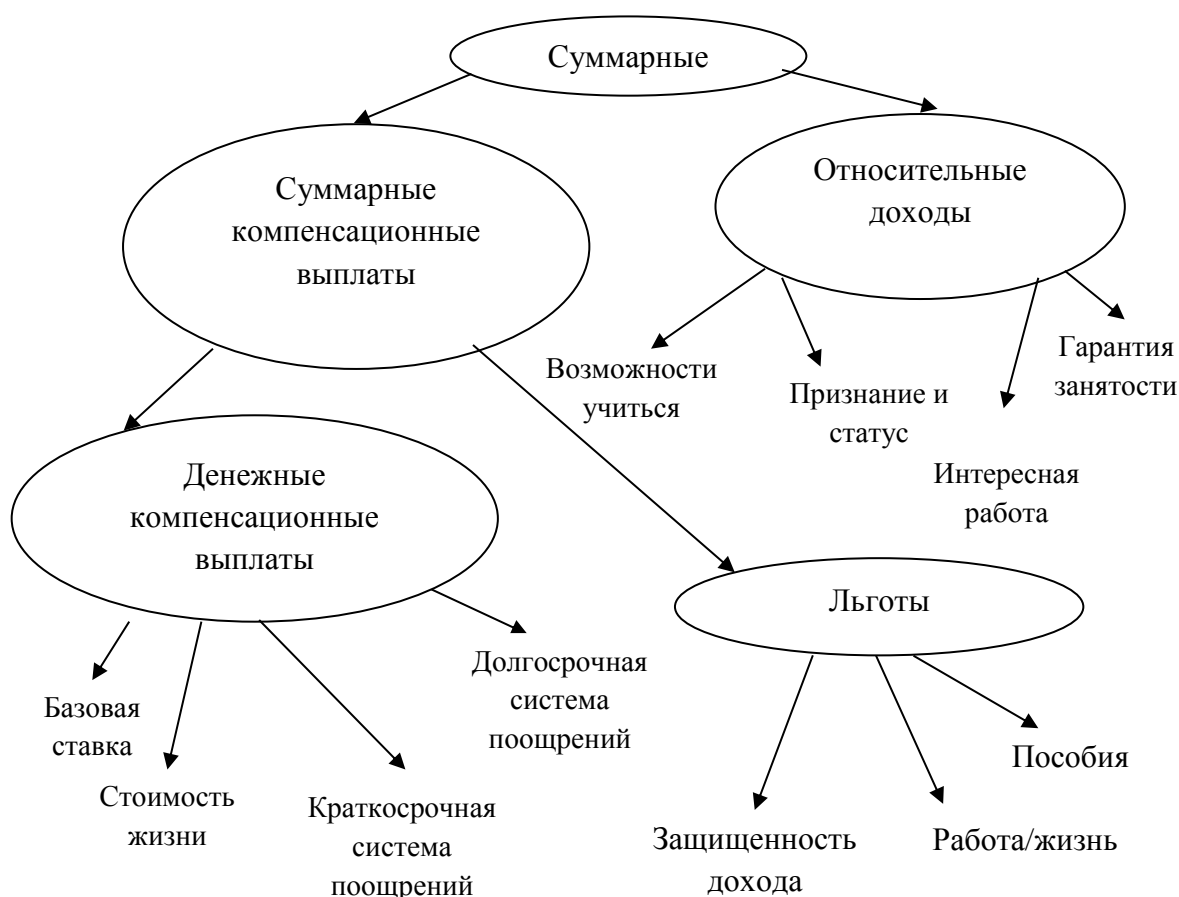 Суммарные
Суммарные
компенсационные
выплаты
Относительные
доходы
Возможности
учиться
Признание и
статус
Интересная
работа
Гарантия
занятости
Денежные
компенсационные
выплаты
Льготы
Базовая
ставка
Стоимость
жизни
Краткосрочная
система
поощрений
Долгосрочная
система
поощрений
Защищенность
дохода
Работа/жизнь
Пособия